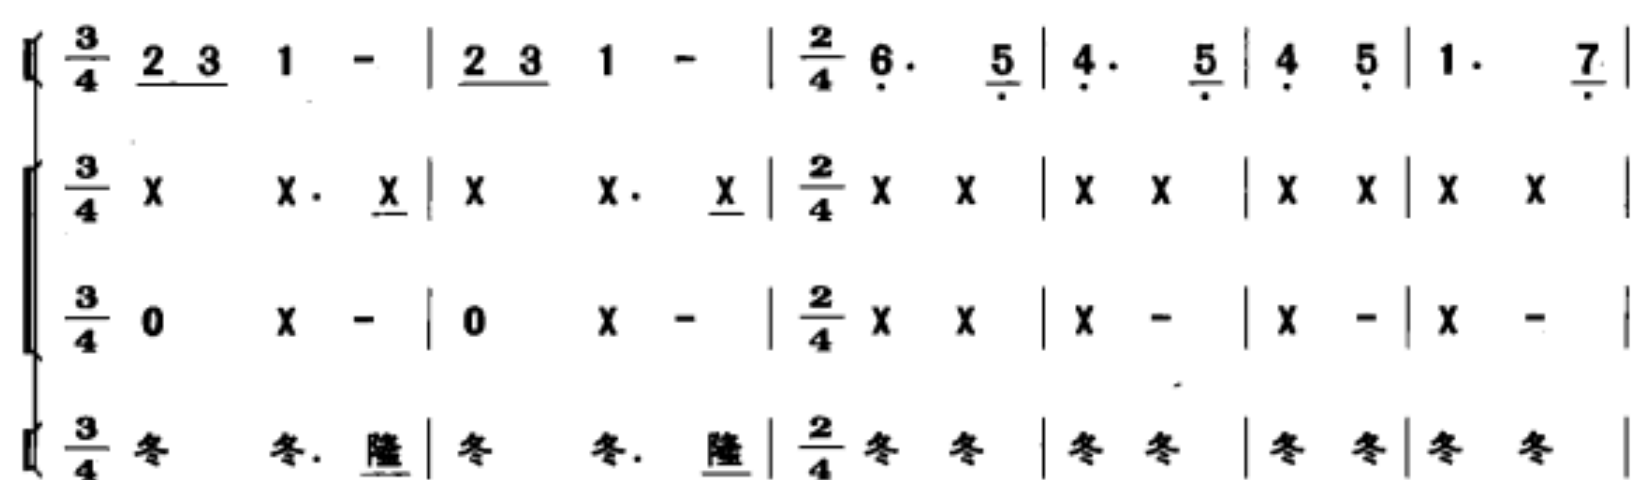 3/4 2 3 1 - | 2 3 1 - | 2/4 6. 5 | 4. 5 | 4 5 | 1. 7 |
3/4 X X. X | X X. X | 2/4 X X | X X | X X | X X |
3/4 0 X - | 0 X - | 2/4 X X | X - | X - | X - |
3/4 冬 冬. 隆 | 冬 冬. 隆 | 2/4 冬 冬 | 冬 冬 | 冬 冬 | 冬 冬 |